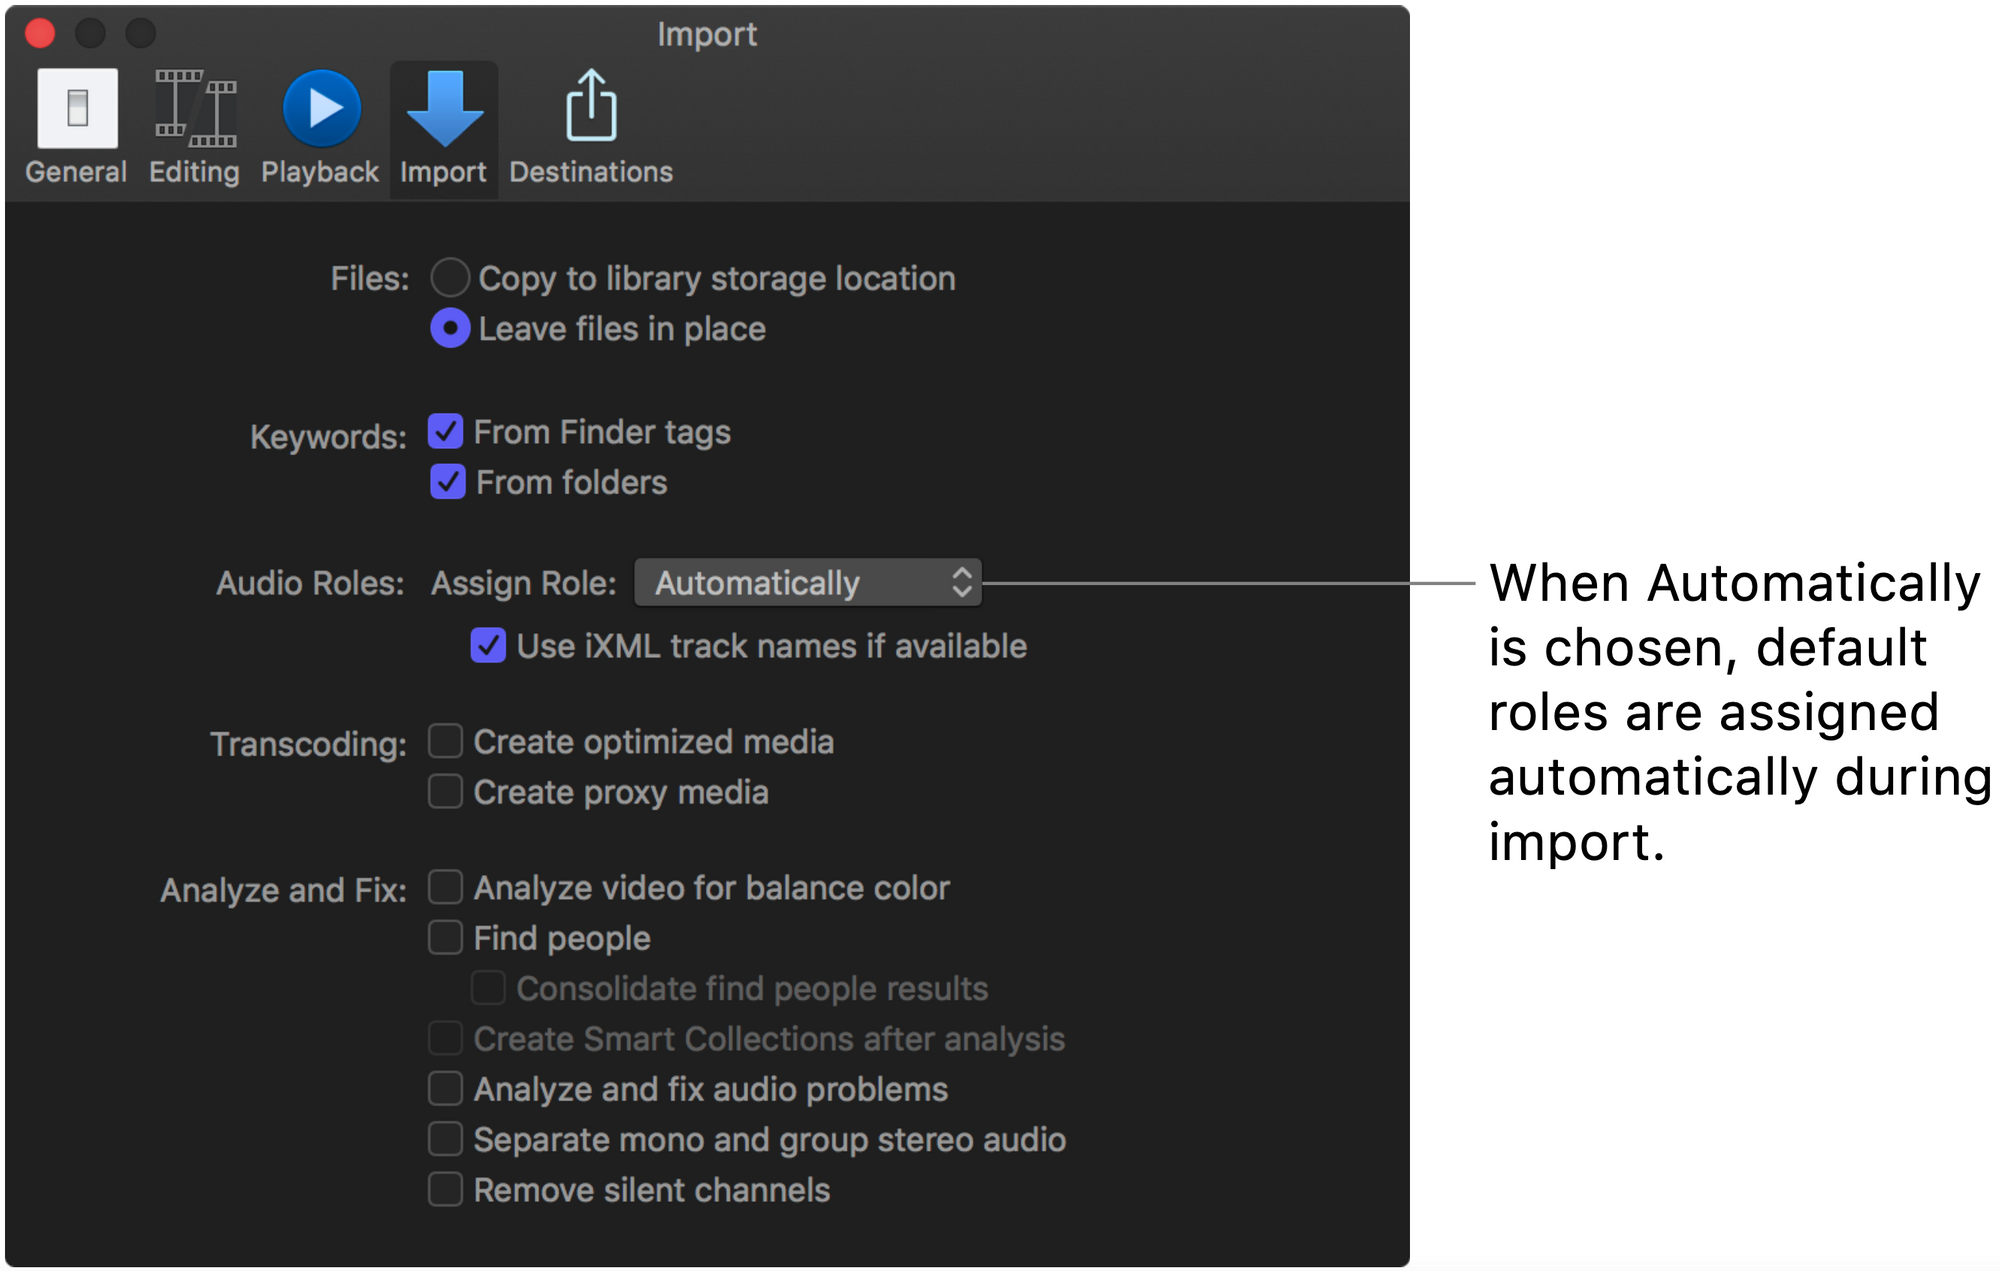 Import
General Editing Playback Import Destinations
Files: Copy to library storage location
Leave files in place
Keywords: From Finder tags
From folders
Audio Roles: Assign Role: Automatically
Use iXML track names if available
Transcoding: Create optimized media
Create proxy media
Analyze and Fix: Analyze video for balance color
Find people
Consolidate find people results
Create Smart Collections after analysis
Analyze and fix audio problems
Separate mono and group stereo audio
Remove silent channels
When Automatically
is chosen, default
roles are assigned
automatically during
import.